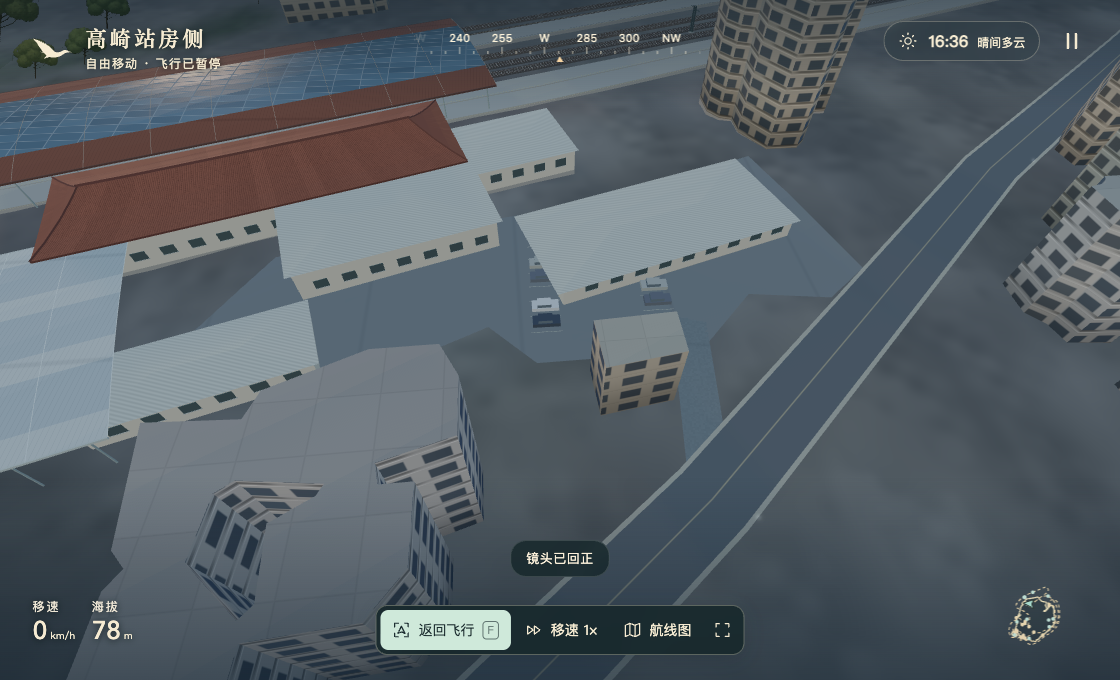 高崎站房侧
自由移动 · 飞行已暂停
W 240 255 W 285 300 NW
16:36 晴间多云
镜头已回正
移速 海拔
0 km/h 78 m
返回飞行 F 移速 1× 航线图